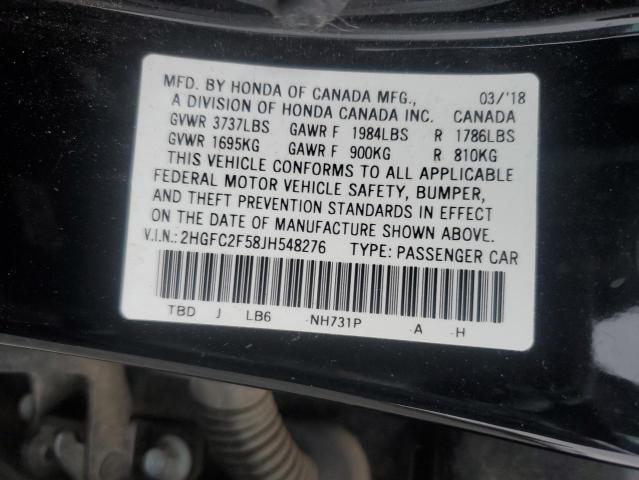 MFD. BY HONDA OF CANADA MFG., 03/'18
A DIVISION OF HONDA CANADA INC. CANADA
GVWR 3737LBS GAWR F 1984LBS R 1786LBS
GVWR 1695KG GAWR F 900KG R 810KG
THIS VEHICLE CONFORMS TO ALL APPLICABLE
FEDERAL MOTOR VEHICLE SAFETY, BUMPER,
AND THEFT PREVENTION STANDARDS IN EFFECT
ON THE DATE OF MANUFACTURE SHOWN ABOVE.
V.I.N.: 2HGFC2F58JH548276 TYPE: PASSENGER CAR
TBD J LB6 NH731P A H